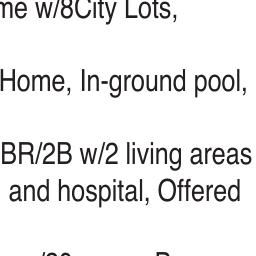 me w/8City Lots,
Home, In-ground pool,
BR/2B w/2 living areas
and hospital, Offered